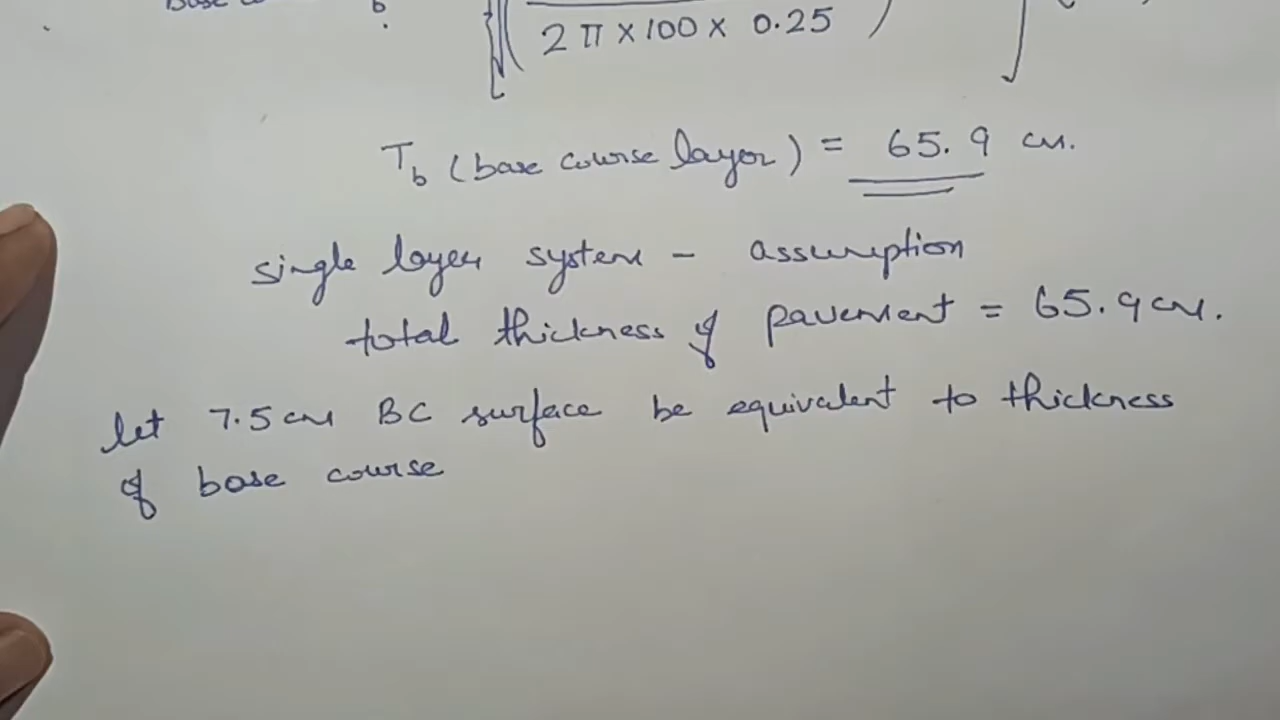 b
2 π × 100 × 0.25
T_b (base course layer) = 65.9 cm.
single layer system - assumption
total thickness of pavement = 65.9 cm.
let 7.5 cm BC surface be equivalent to thickness
of base course